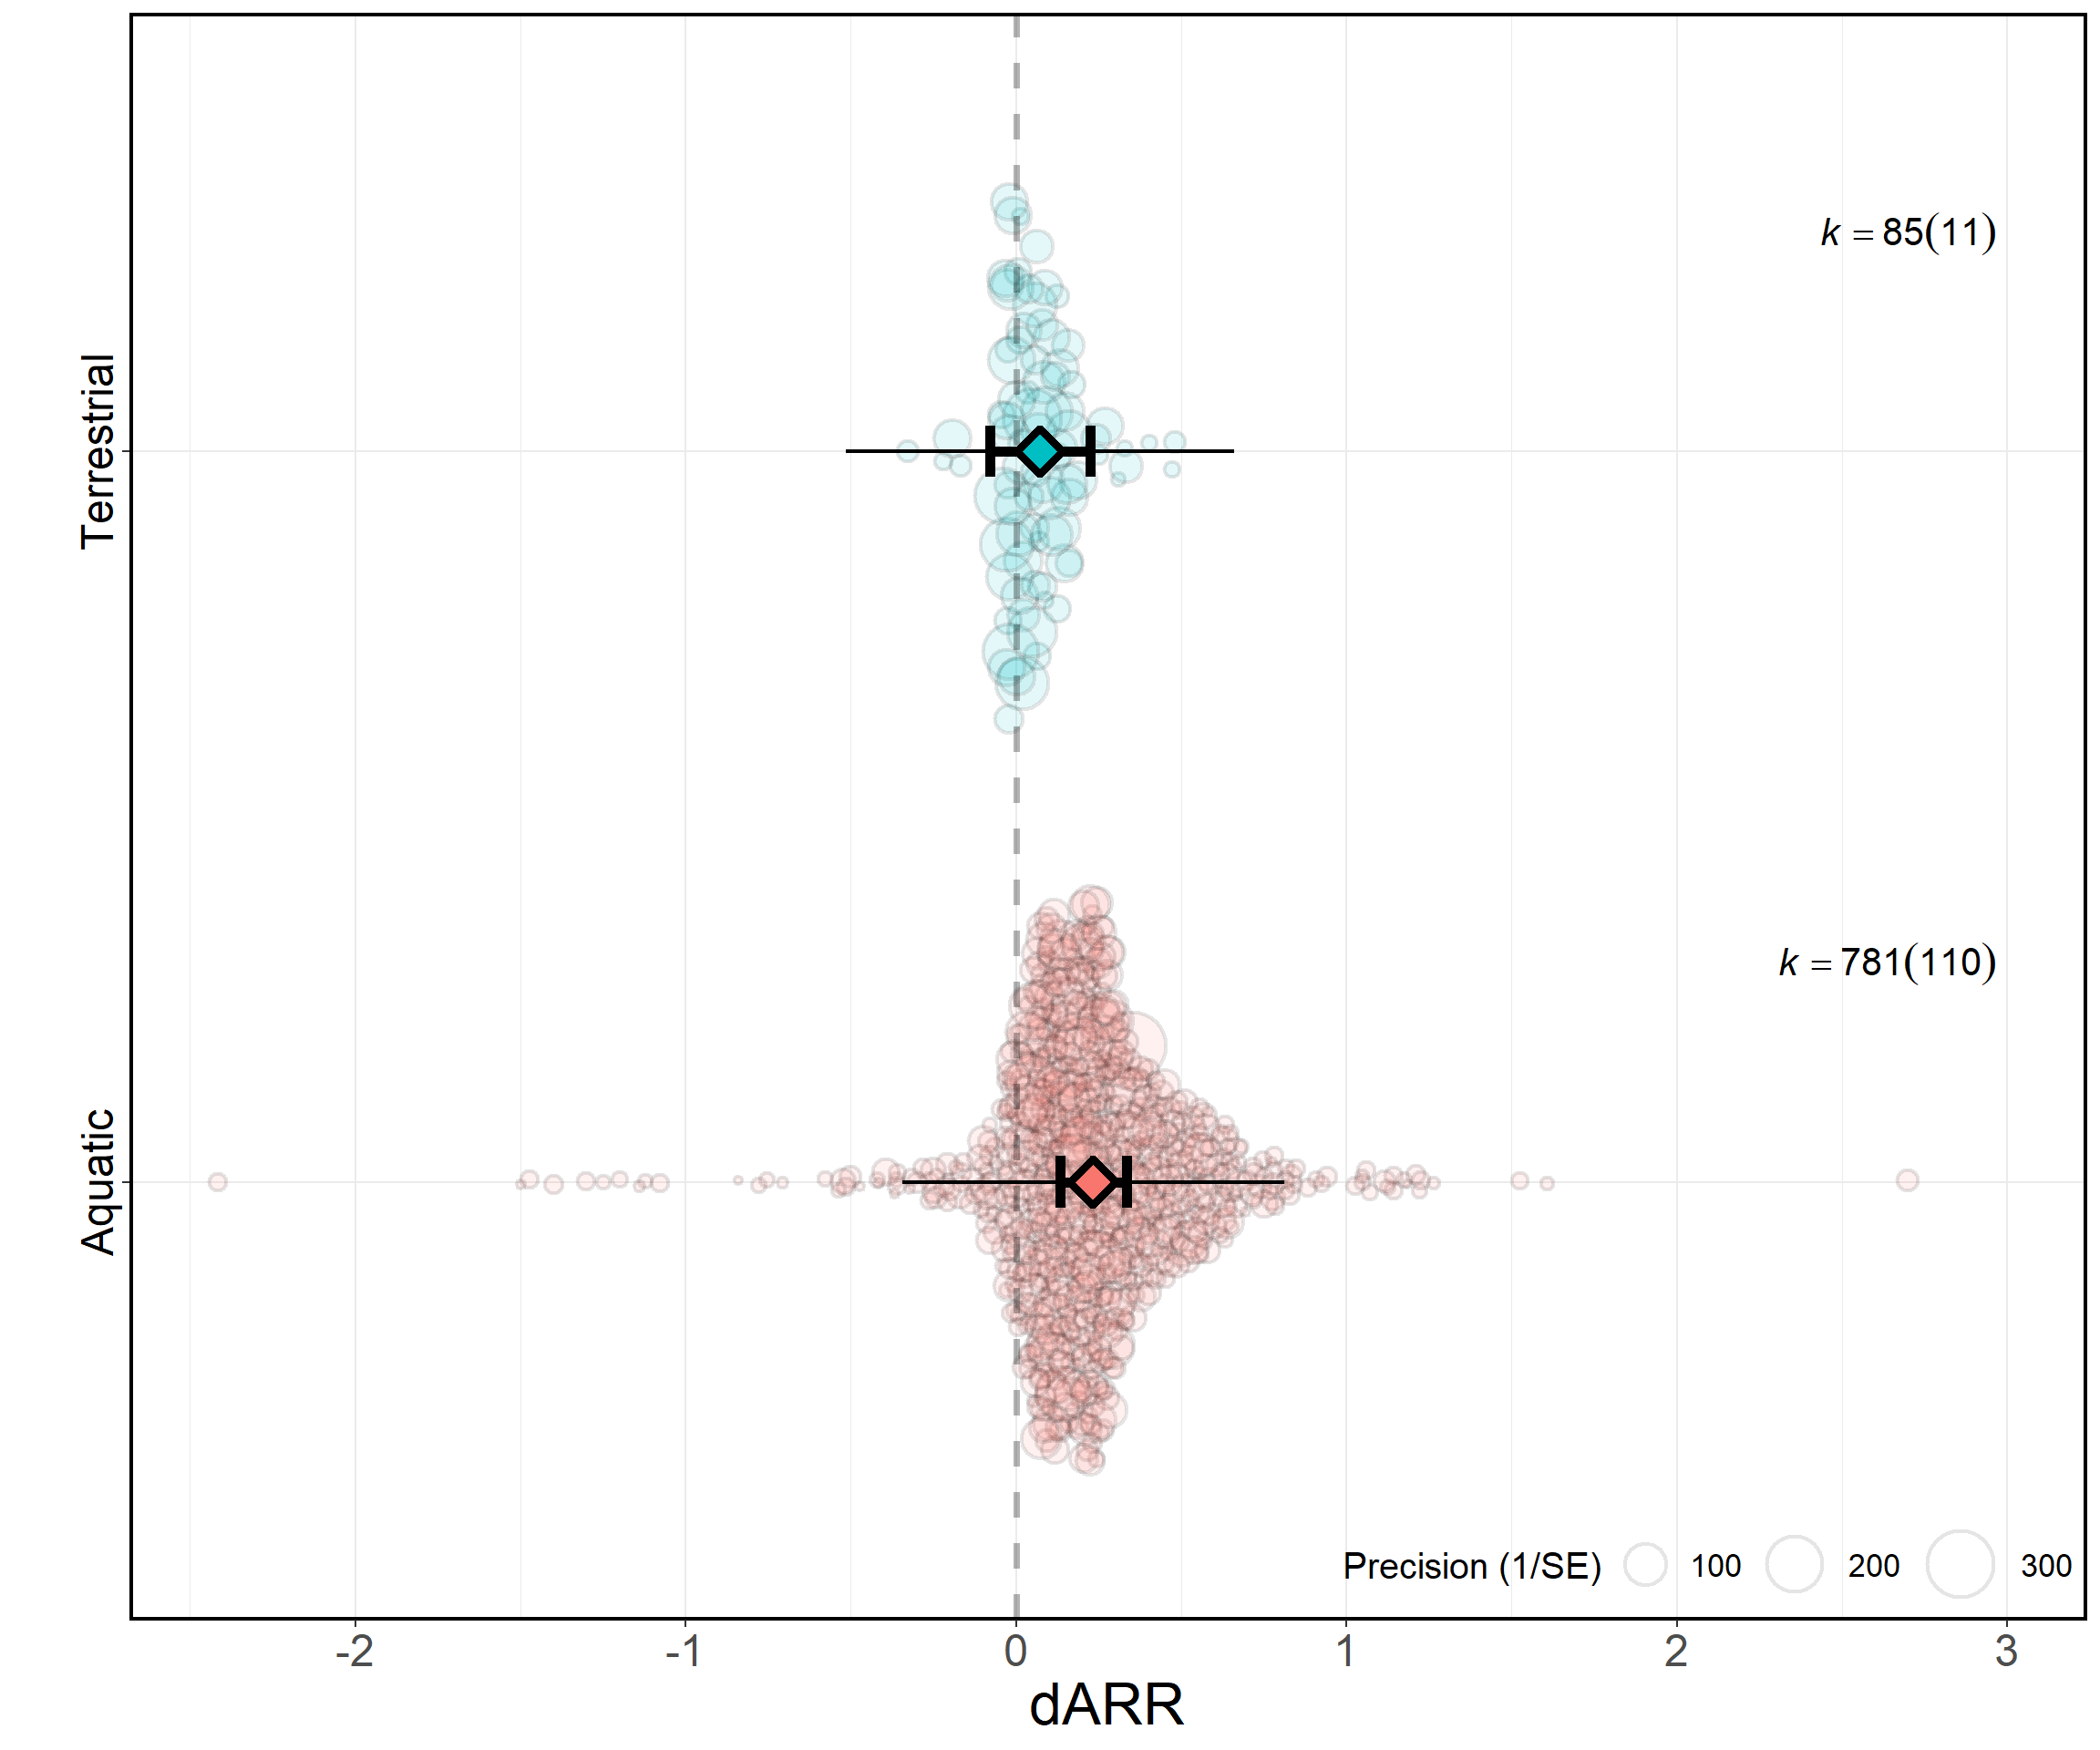 k = 85(11)
Terrestrial
k = 781(110)
Aquatic
Precision (1/SE) 100 200 300
-2 -1 0 1 2 3
dARR